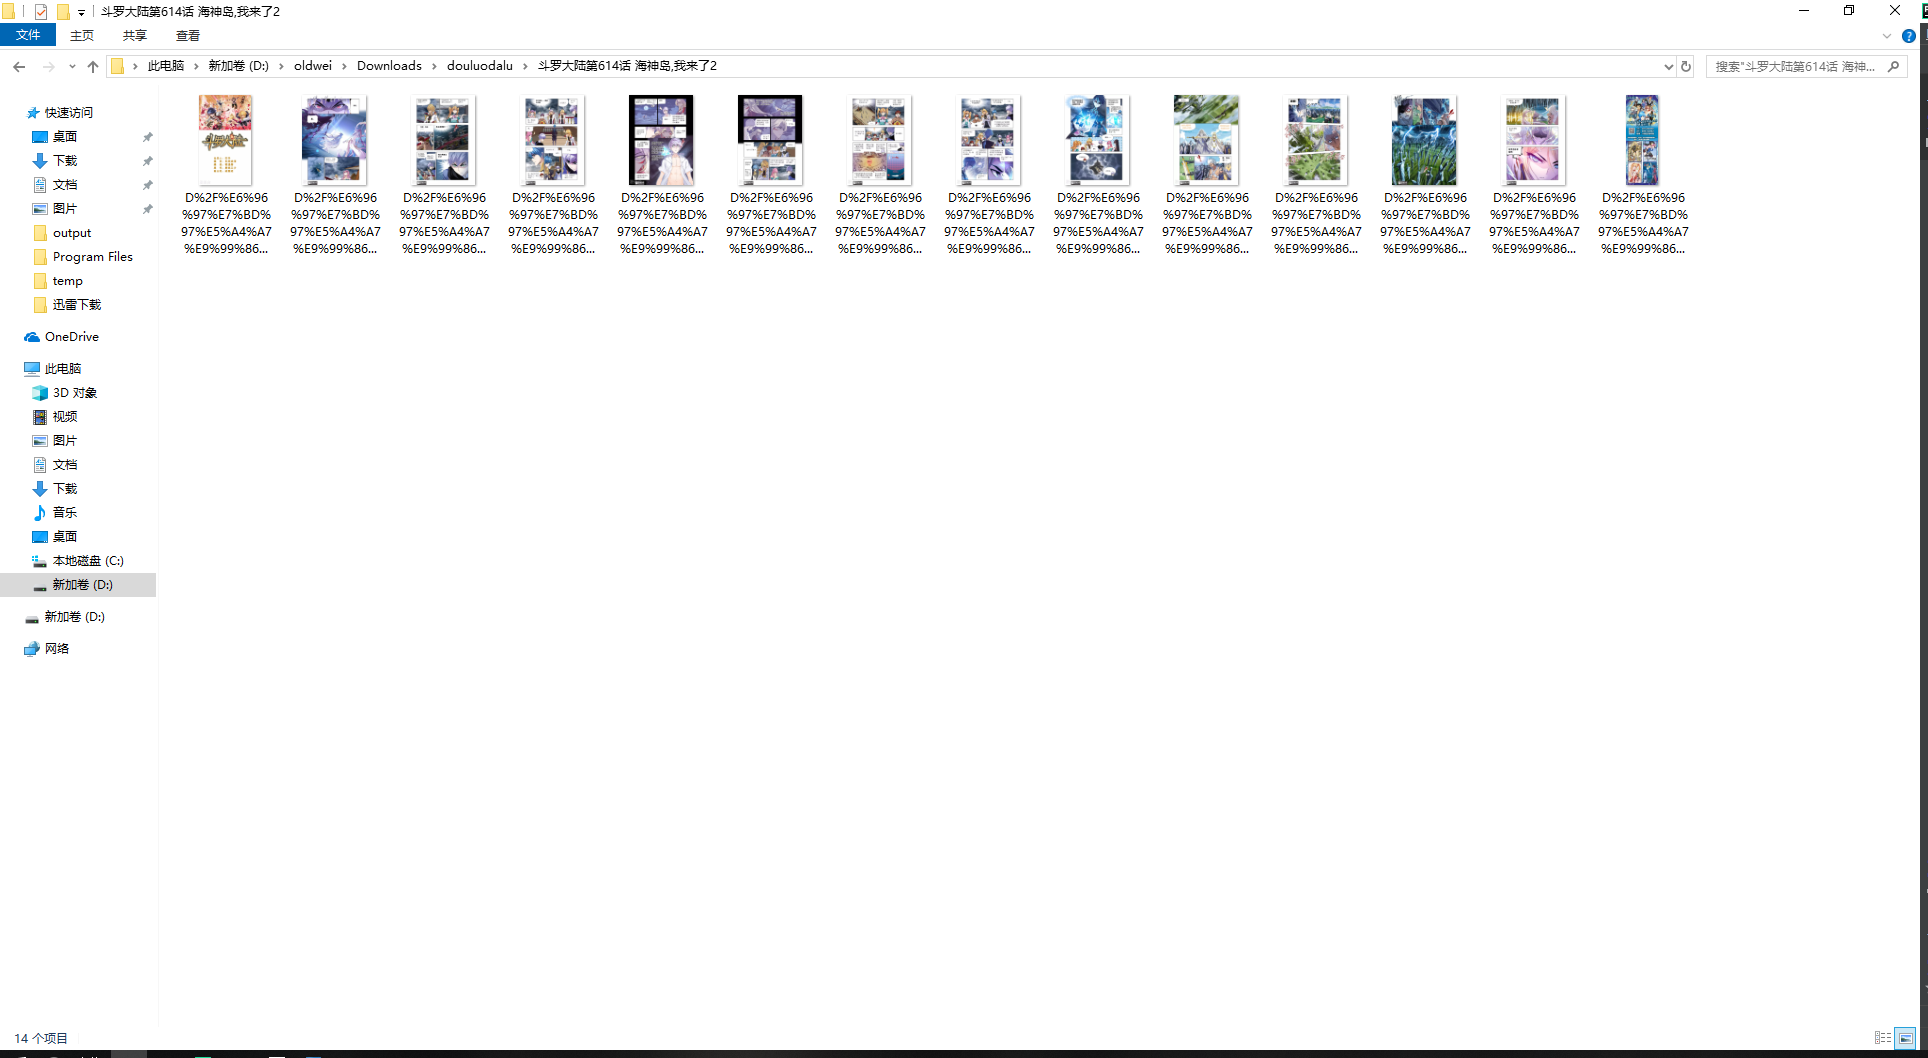 斗罗大陆第614话 海神岛,我来了2
文件 主页 共享 查看
此电脑 新加卷 (D:) oldwei Downloads douluodalu 斗罗大陆第614话 海神岛,我来了2
搜索"斗罗大陆第614话 海神...
快速访问
桌面
下载
文档
图片
output
Program Files
temp
迅雷下载
OneDrive
此电脑
3D 对象
视频
图片
文档
下载
音乐
桌面
本地磁盘 (C:)
新加卷 (D:)
新加卷 (D:)
网络
D%2F%E6%96
%97%E7%BD%
97%E5%A4%A7
%E9%99%86...
D%2F%E6%96
%97%E7%BD%
97%E5%A4%A7
%E9%99%86...
D%2F%E6%96
%97%E7%BD%
97%E5%A4%A7
%E9%99%86...
D%2F%E6%96
%97%E7%BD%
97%E5%A4%A7
%E9%99%86...
D%2F%E6%96
%97%E7%BD%
97%E5%A4%A7
%E9%99%86...
D%2F%E6%96
%97%E7%BD%
97%E5%A4%A7
%E9%99%86...
D%2F%E6%96
%97%E7%BD%
97%E5%A4%A7
%E9%99%86...
D%2F%E6%96
%97%E7%BD%
97%E5%A4%A7
%E9%99%86...
D%2F%E6%96
%97%E7%BD%
97%E5%A4%A7
%E9%99%86...
D%2F%E6%96
%97%E7%BD%
97%E5%A4%A7
%E9%99%86...
D%2F%E6%96
%97%E7%BD%
97%E5%A4%A7
%E9%99%86...
D%2F%E6%96
%97%E7%BD%
97%E5%A4%A7
%E9%99%86...
D%2F%E6%96
%97%E7%BD%
97%E5%A4%A7
%E9%99%86...
D%2F%E6%96
%97%E7%BD%
97%E5%A4%A7
%E9%99%86...
14 个项目